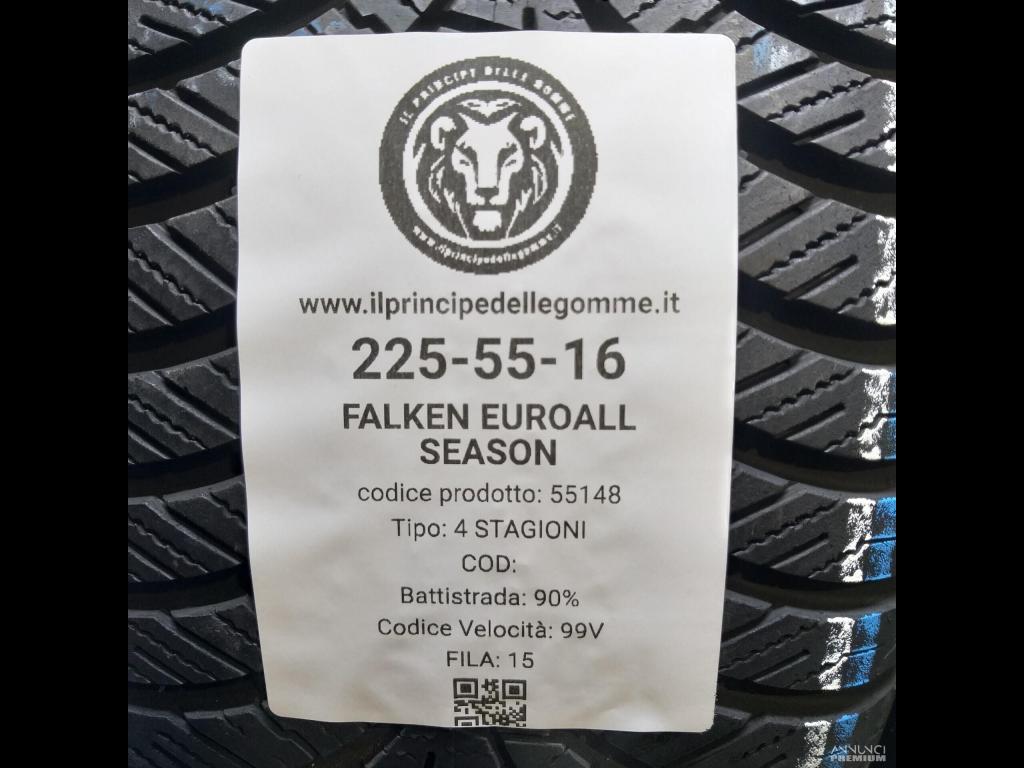 IL PRINCIPE DELLE GOMME
www.ilprincipedellegomme.it
www.ilprincipedellegomme.it
225-55-16
FALKEN EUROALL
SEASON
codice prodotto: 55148
Tipo: 4 STAGIONI
COD:
Battistrada: 90%
Codice Velocità: 99V
FILA: 15
ANNUNCI
PREMIUM